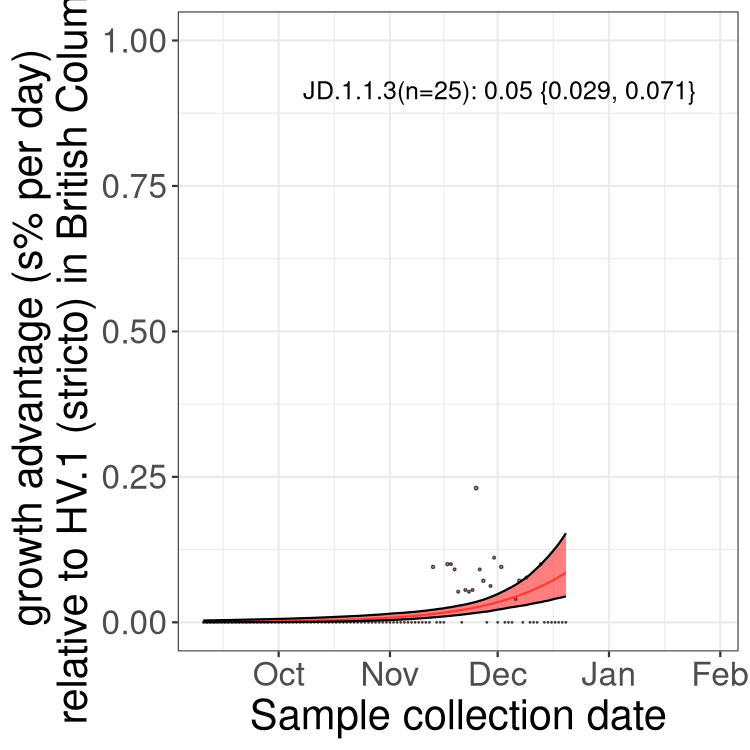 growth advantage (s% per day)
relative to HV.1 (stricto) in British Colum
1.00
0.75
0.50
0.25
0.00
JD.1.1.3(n=25): 0.05 {0.029, 0.071}
Oct Nov Dec Jan Feb
Sample collection date